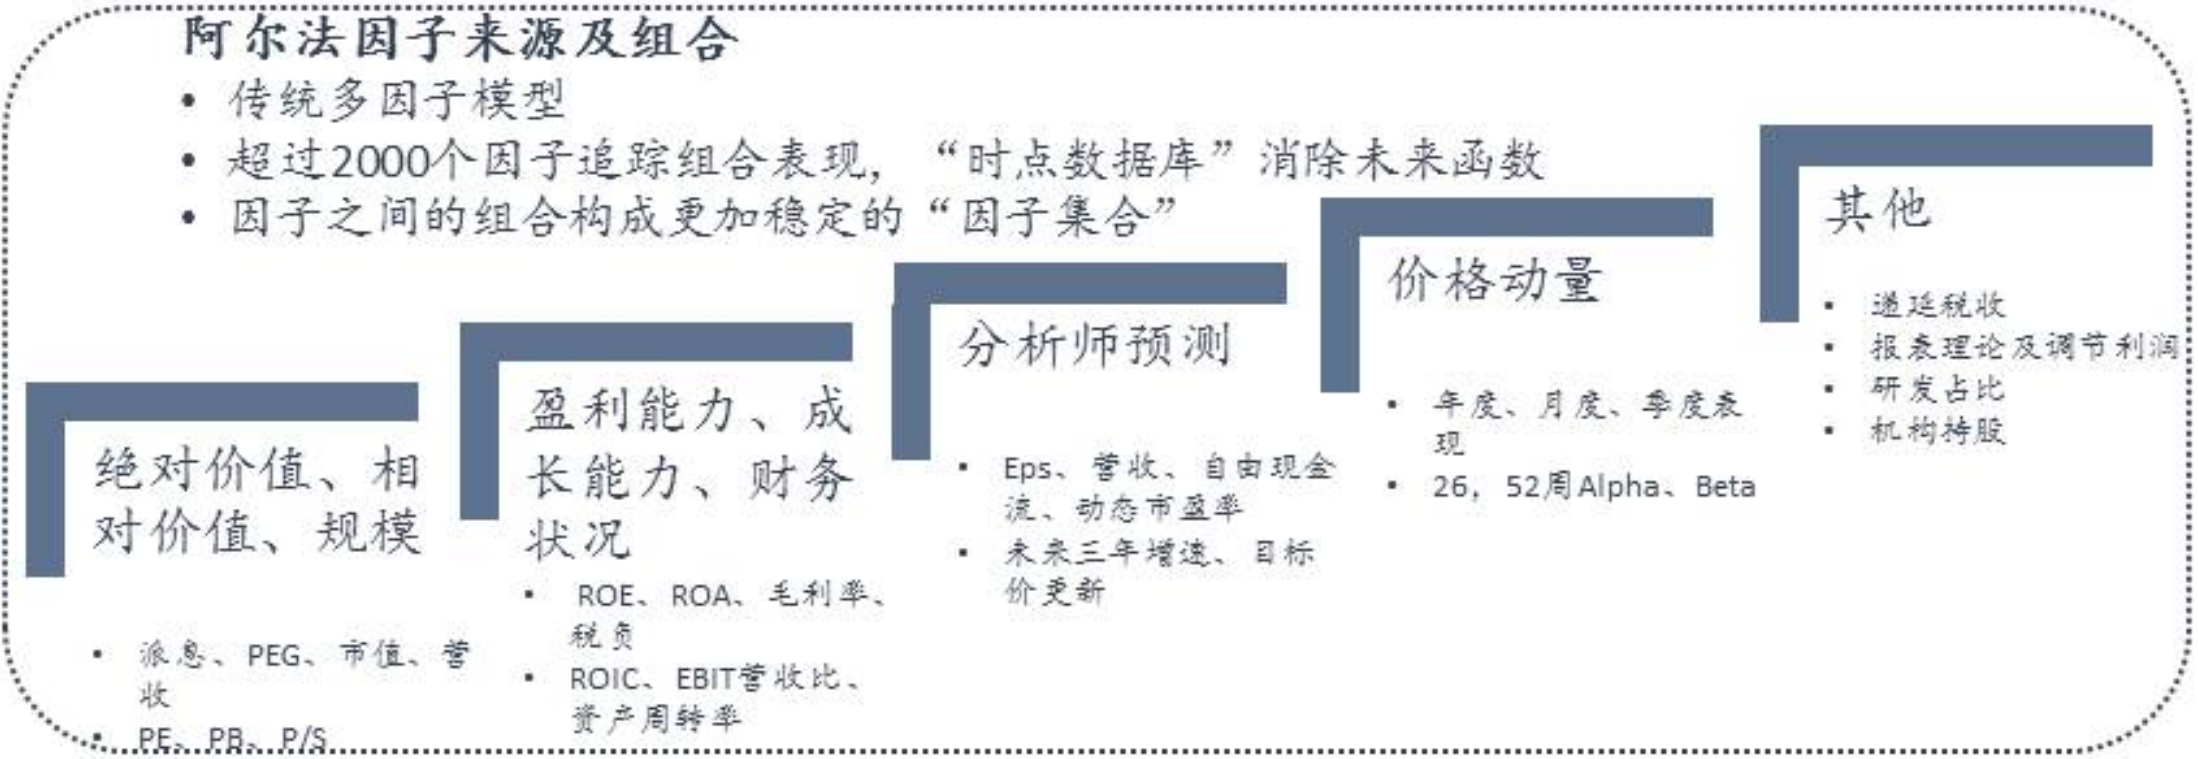 阿尔法因子来源及组合
• 传统多因子模型
• 超过2000个因子追踪组合表现，“时点数据库”消除未来函数
• 因子之间的组合构成更加稳定的“因子集合”
绝对价值、相
对价值、规模
• 派息、PEG、市值、营
收
• PE、PB、P/S
盈利能力、成
长能力、财务
状况
• ROE、ROA、毛利率、
税负
• ROIC、EBIT营收比、
资产周转率
分析师预测
• Eps、营收、自由现金
流、动态市盈率
• 未来三年增速、目标
价更新
价格动量
• 年度、月度、季度表
现
• 26，52周Alpha、Beta
其他
• 递延税收
• 报表理论及调节利润
• 研发占比
• 机构持股